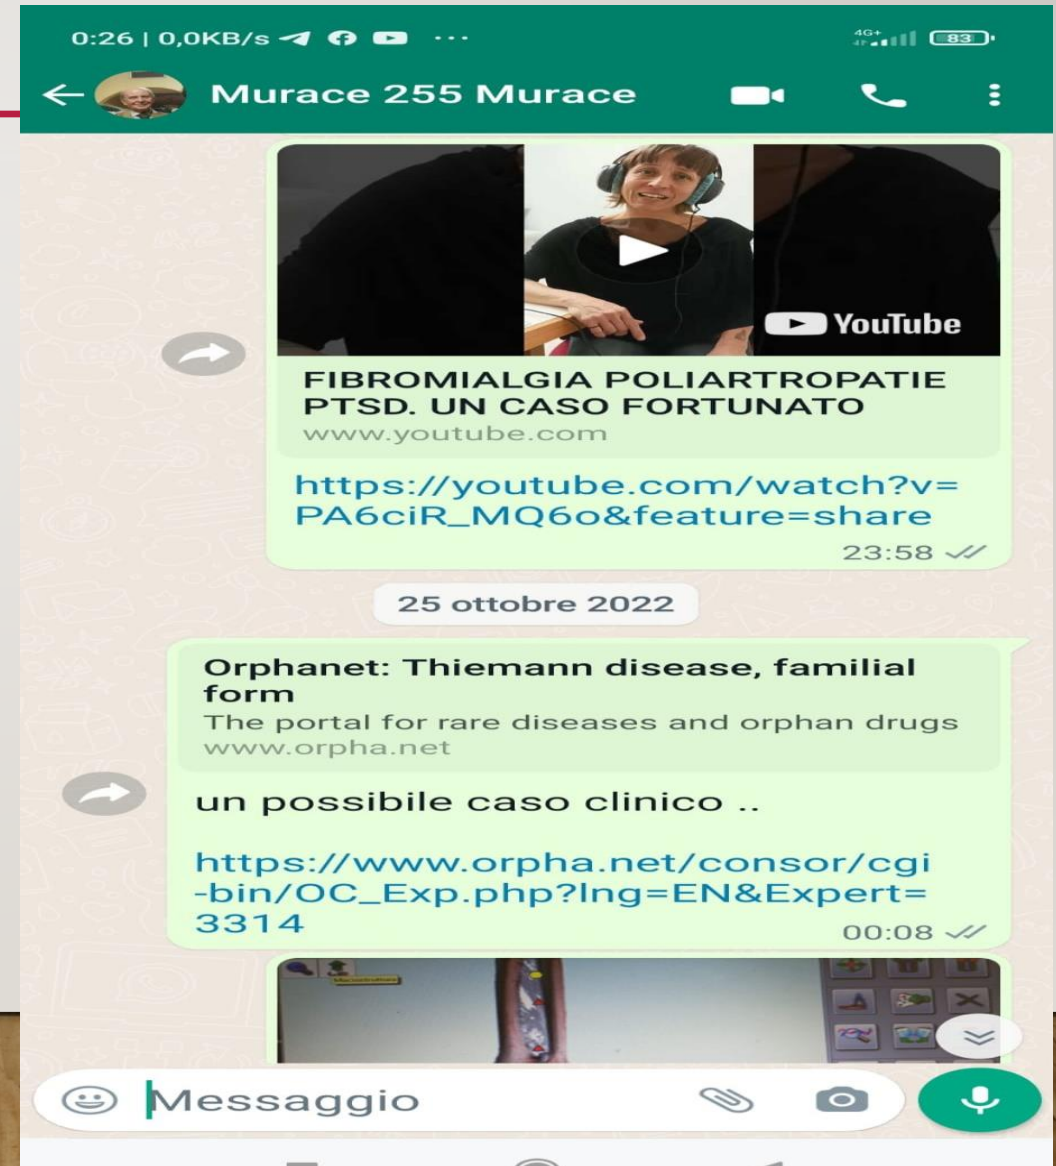 0:26 | 0,0KB/s ...
4G+
83
Murace 255 Murace
YouTube
FIBROMIALGIA POLIARTROPATIE
PTSD. UN CASO FORTUNATO
www.youtube.com
https://youtube.com/watch?v=
PA6ciR_MQ6o&feature=share
23:58
25 ottobre 2022
Orphanet: Thiemann disease, familial
form
The portal for rare diseases and orphan drugs
www.orpha.net
un possibile caso clinico ..
https://www.orpha.net/consor/cgi
-bin/OC_Exp.php?lng=EN&Expert=
3314
00:08
Messaggio